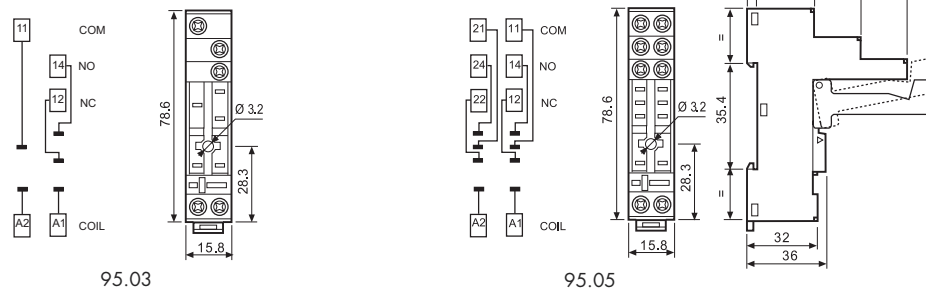 11 COM
14 NO
12 NC
A2 A1 COIL
78.6
Ø 3.2
28.3
15.8
95.03
21 11 COM
24 14 NO
22 12 NC
A2 A1 COIL
78.6
Ø 3.2
28.3
15.8
95.05
=
35.4
=
32
36